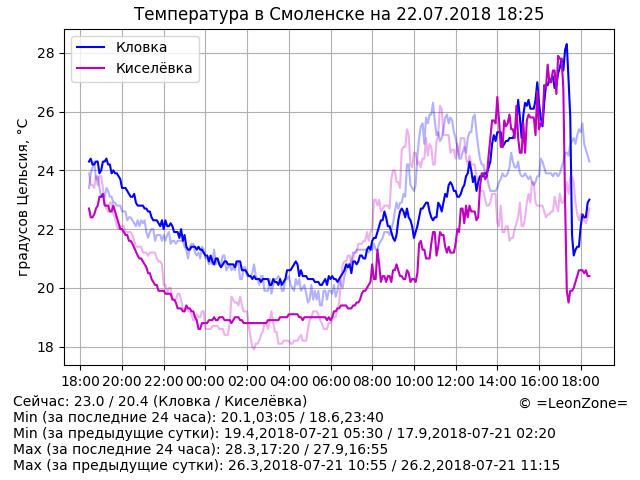 Температура в Смоленске на 22.07.2018 18:25
Кловка
Киселёвка
градусов Цельсия, °C
28
26
24
22
20
18
18:00 20:00 22:00 00:00 02:00 04:00 06:00 08:00 10:00 12:00 14:00 16:00 18:00
Сейчас: 23.0 / 20.4 (Кловка / Киселёвка)
© =LeonZone=
Min (за последние 24 часа): 20.1,03:05 / 18.6,23:40
Min (за предыдущие сутки): 19.4,2018-07-21 05:30 / 17.9,2018-07-21 02:20
Max (за последние 24 часа): 28.3,17:20 / 27.9,16:55
Max (за предыдущие сутки): 26.3,2018-07-21 10:55 / 26.2,2018-07-21 11:15